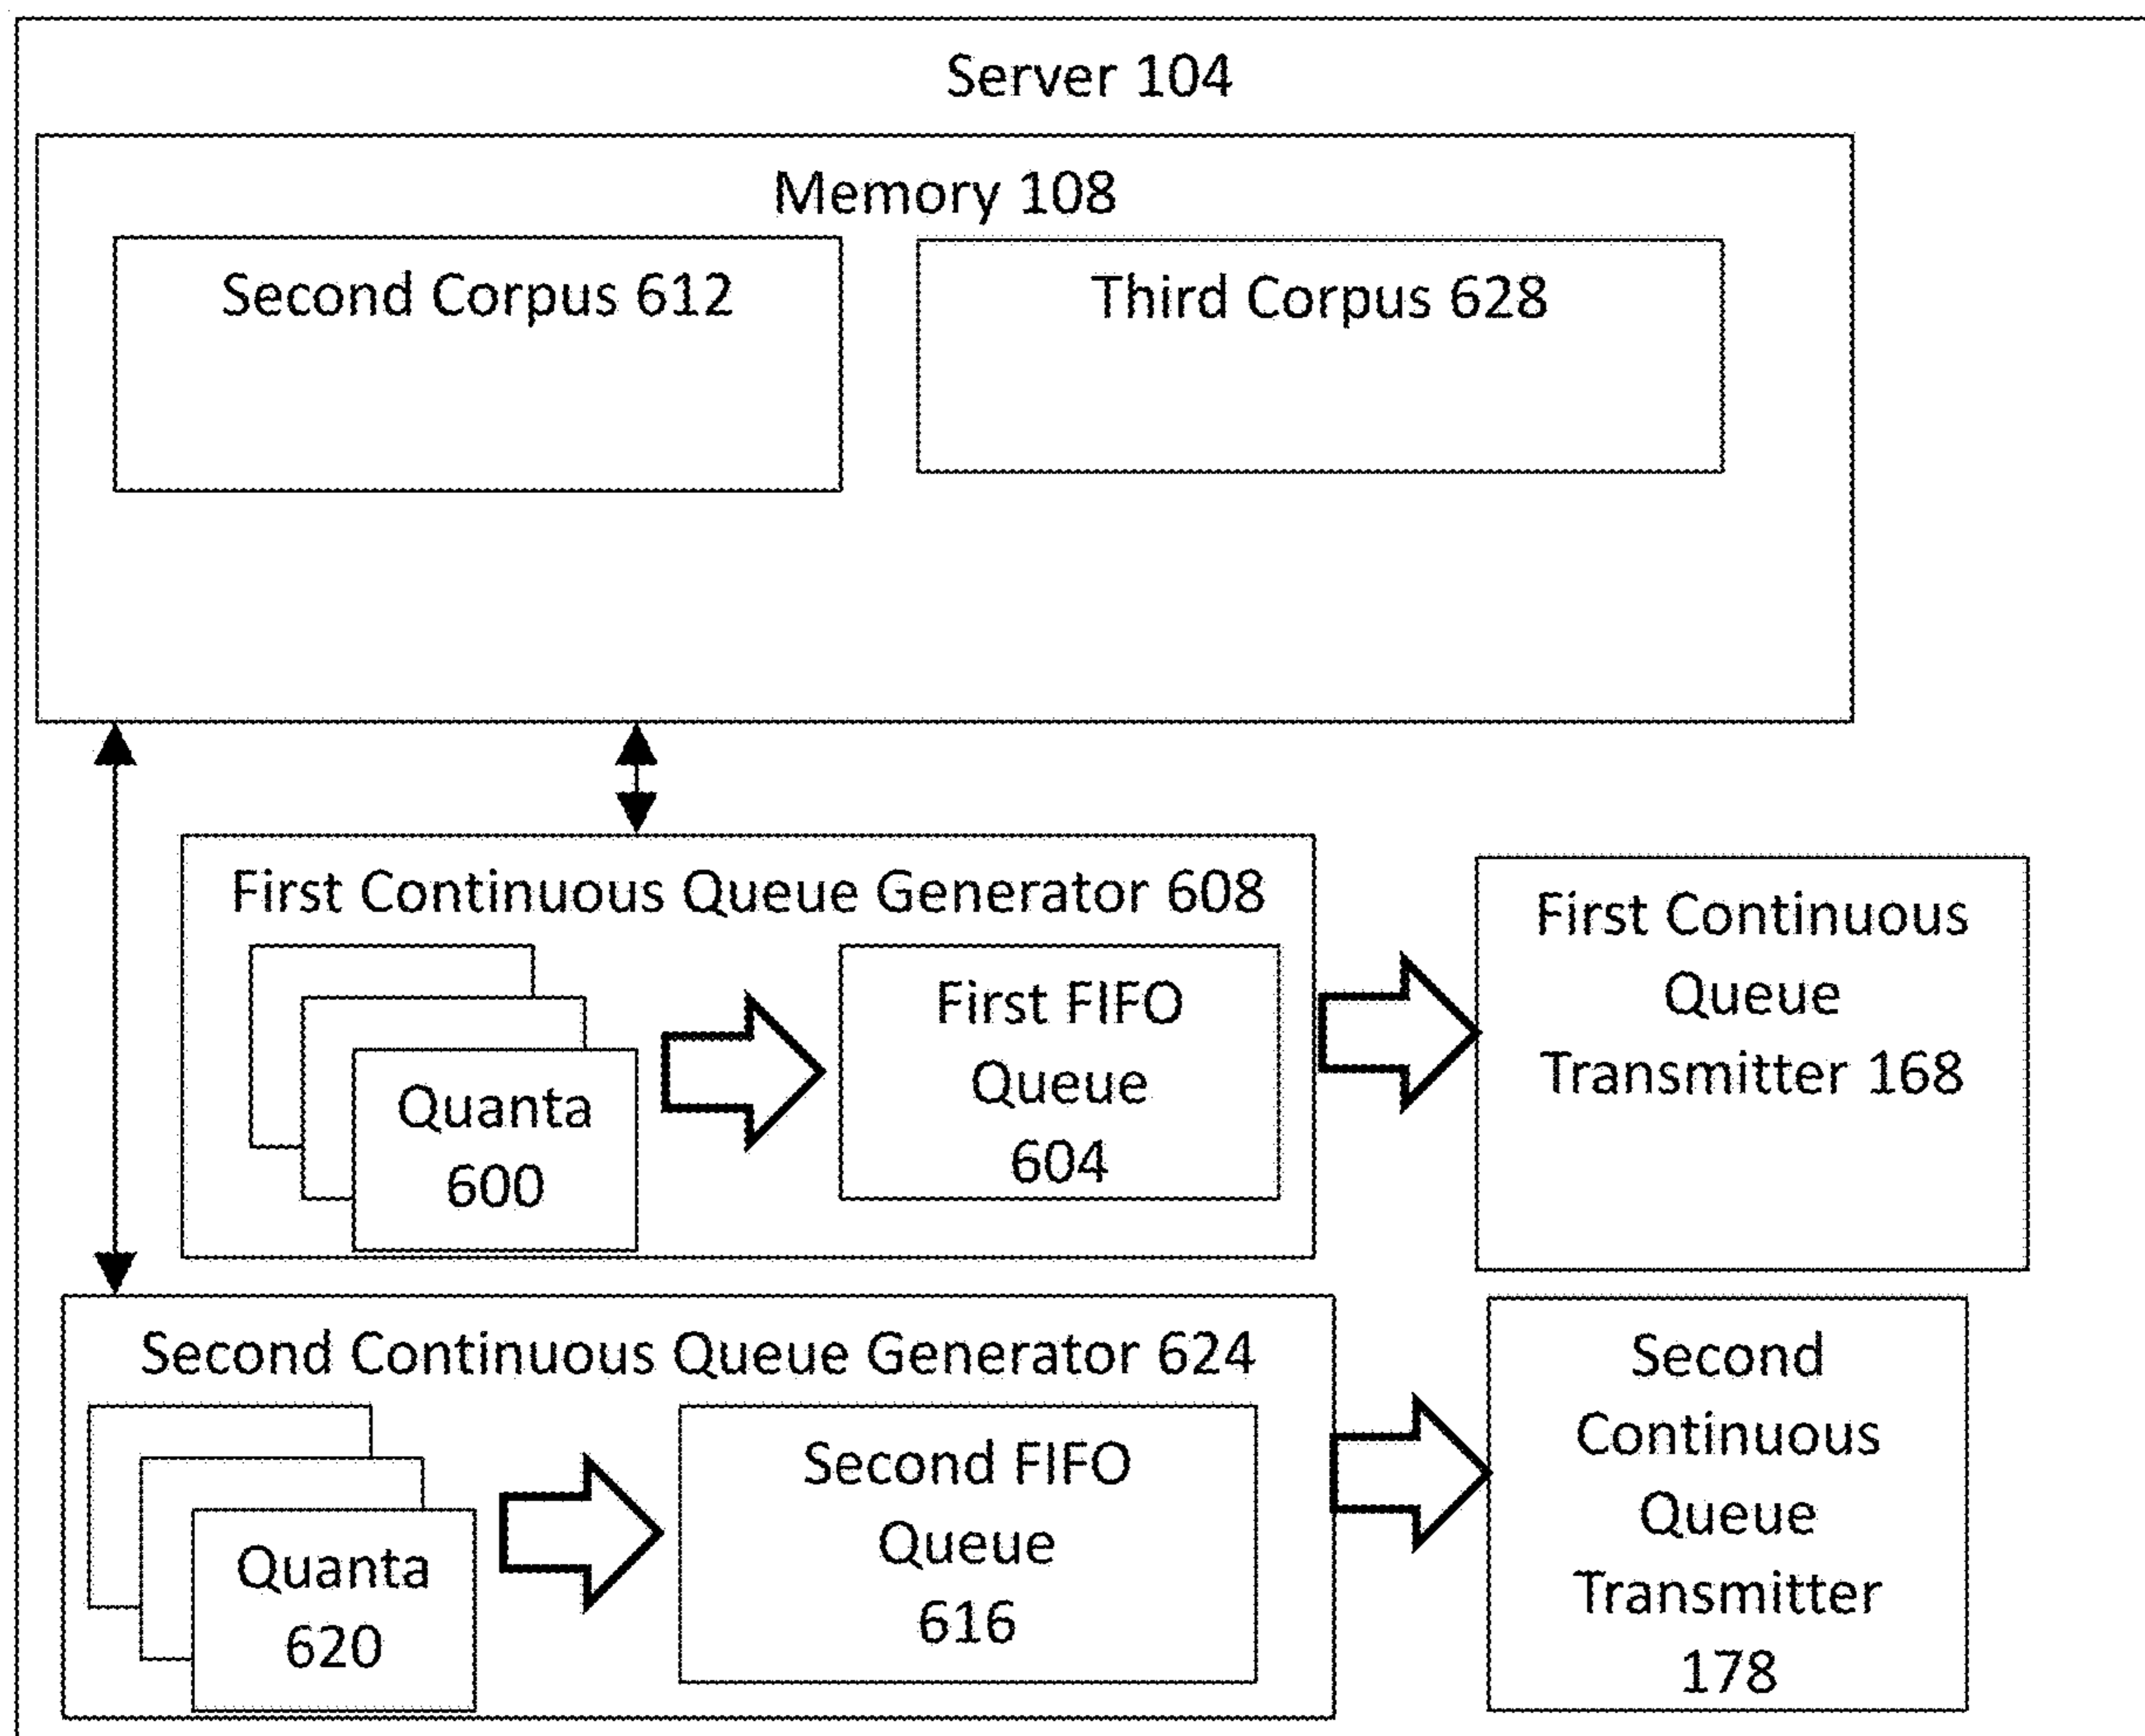 Server 104
Memory 108
Second Corpus 612
Third Corpus 628
First Continuous Queue Generator 608
Quanta
600
First FIFO
Queue
604
First Continuous
Queue
Transmitter 168
Second Continuous Queue Generator 624
Quanta
620
Second FIFO
Queue
616
Second
Continuous
Queue
Transmitter
178